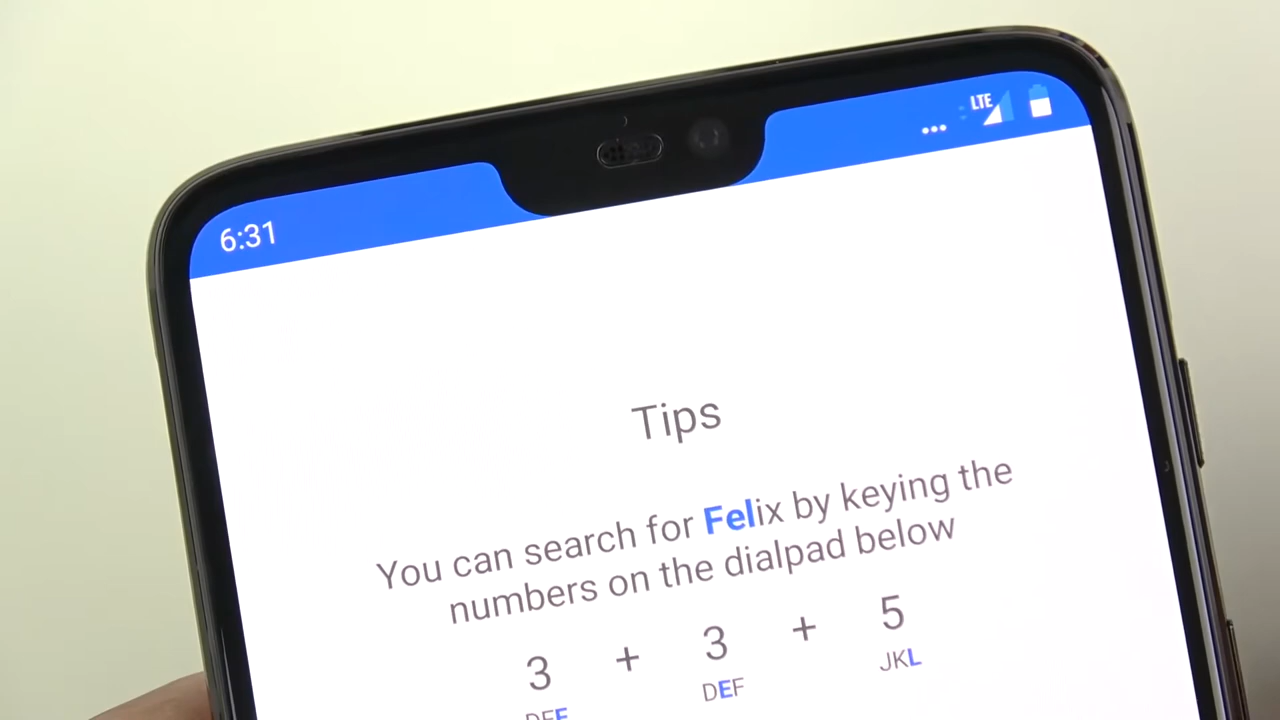 6:31
LTE
Tips
You can search for Felix by keying the
numbers on the dialpad below
3 + 3 + 5
DEF DEF JKL